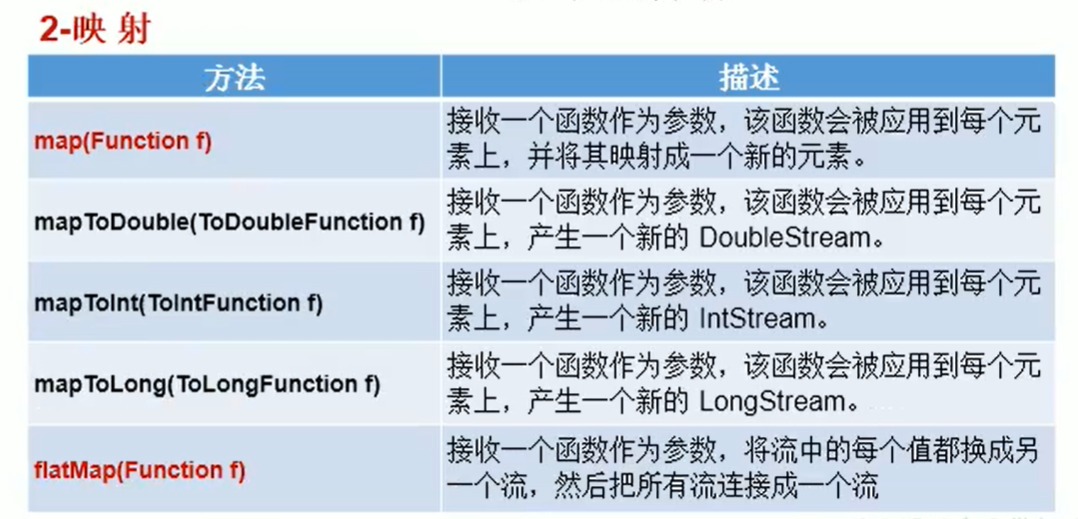 2-映 射
方法
描述
map(Function f)
接收一个函数作为参数，该函数会被应用到每个元
素上，并将其映射成一个新的元素。
mapToDouble(ToDoubleFunction f)
接收一个函数作为参数，该函数会被应用到每个元
素上，产生一个新的 DoubleStream。
mapToInt(ToIntFunction f)
接收一个函数作为参数，该函数会被应用到每个元
素上，产生一个新的 IntStream。
mapToLong(ToLongFunction f)
接收一个函数作为参数，该函数会被应用到每个元
素上，产生一个新的 LongStream。
flatMap(Function f)
接收一个函数作为参数，将流中的每个值都换成另
一个流，然后把所有流连接成一个流